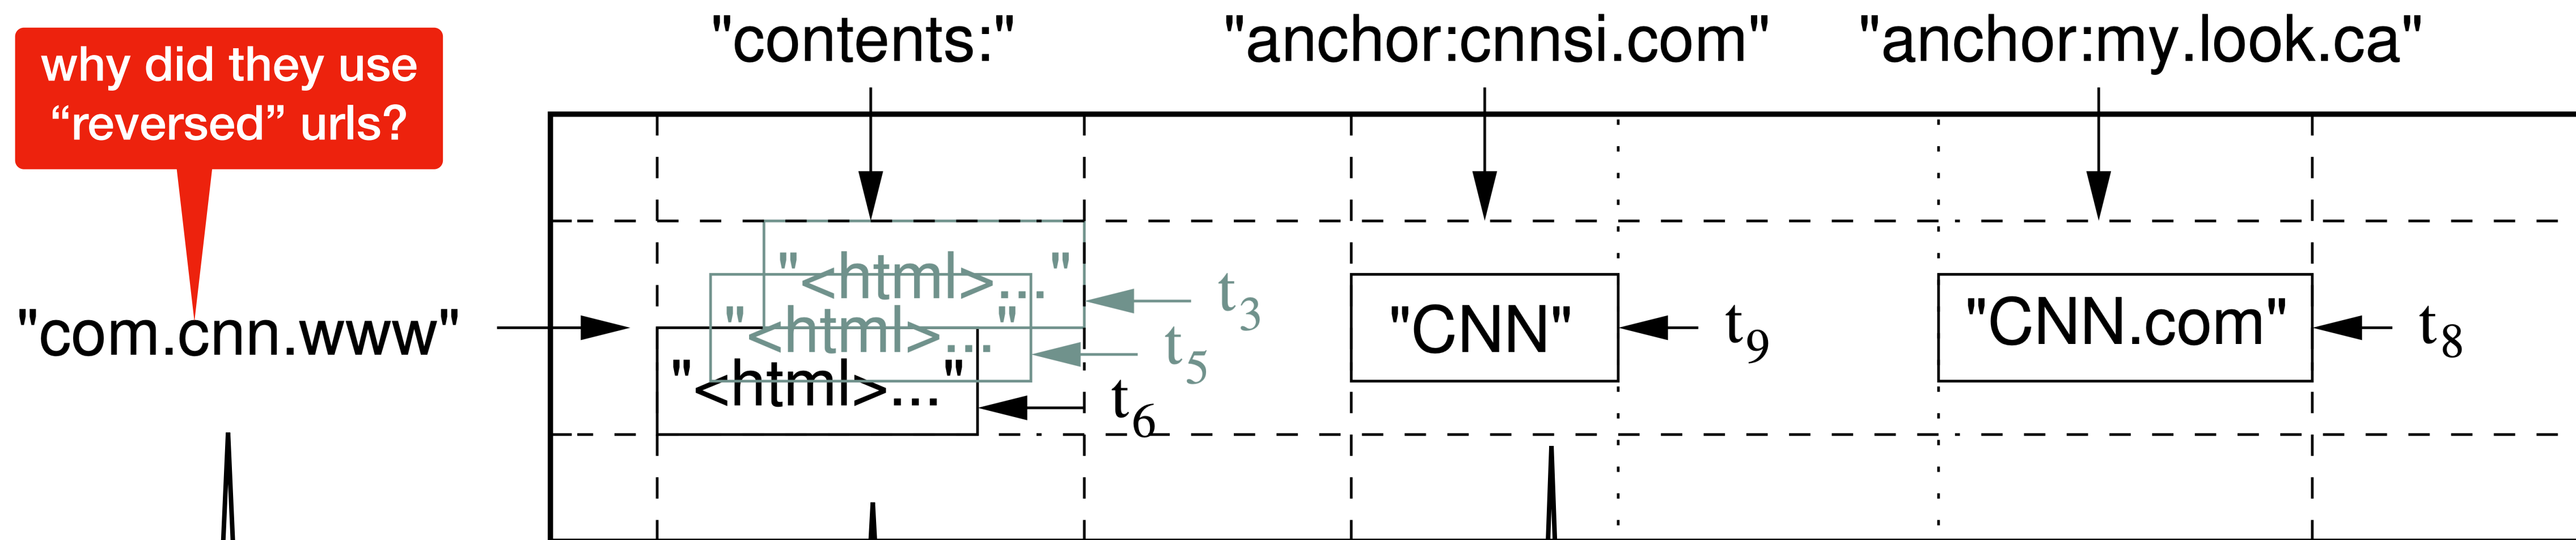 why did they use
“reversed” urls?
"contents:"
"anchor:cnnsi.com"
"anchor:my.look.ca"
"com.cnn.www"
"<html>..."
t3
"<html>..."
t5
"<html>..."
t6
"CNN"
t9
"CNN.com"
t8